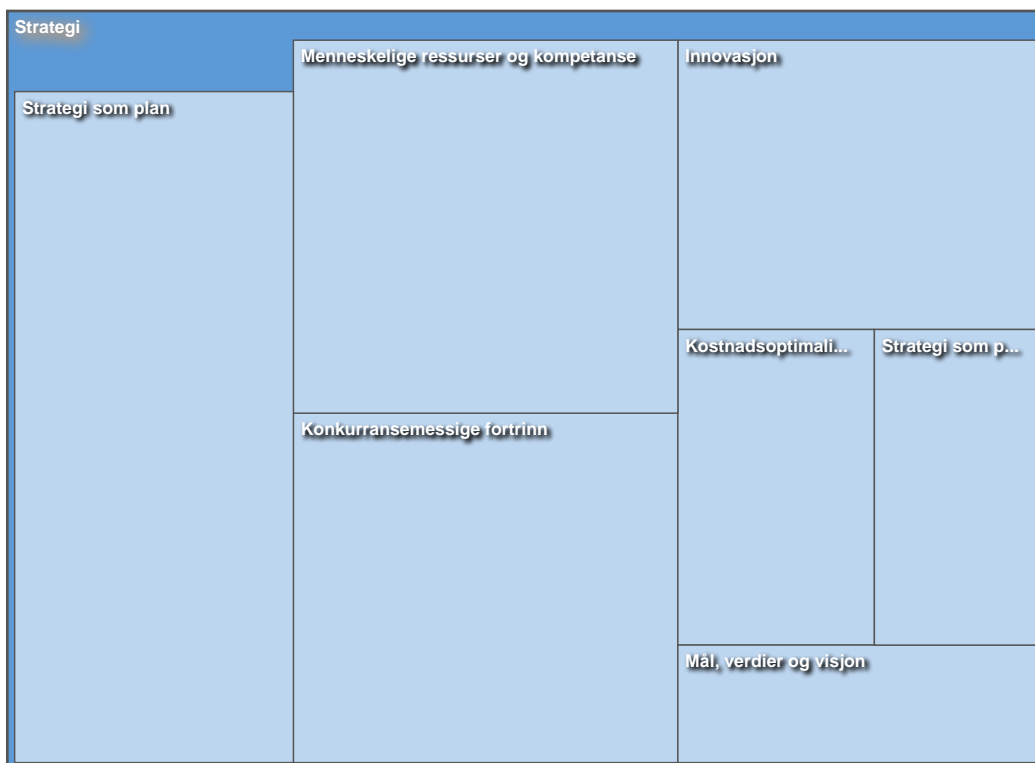 Strategi
Menneskelige ressurser og kompetanse
Innovasjon
Strategi som plan
Kostnadsoptimali...
Strategi som p...
Konkurransemessige fortrinn
Mål, verdier og visjon